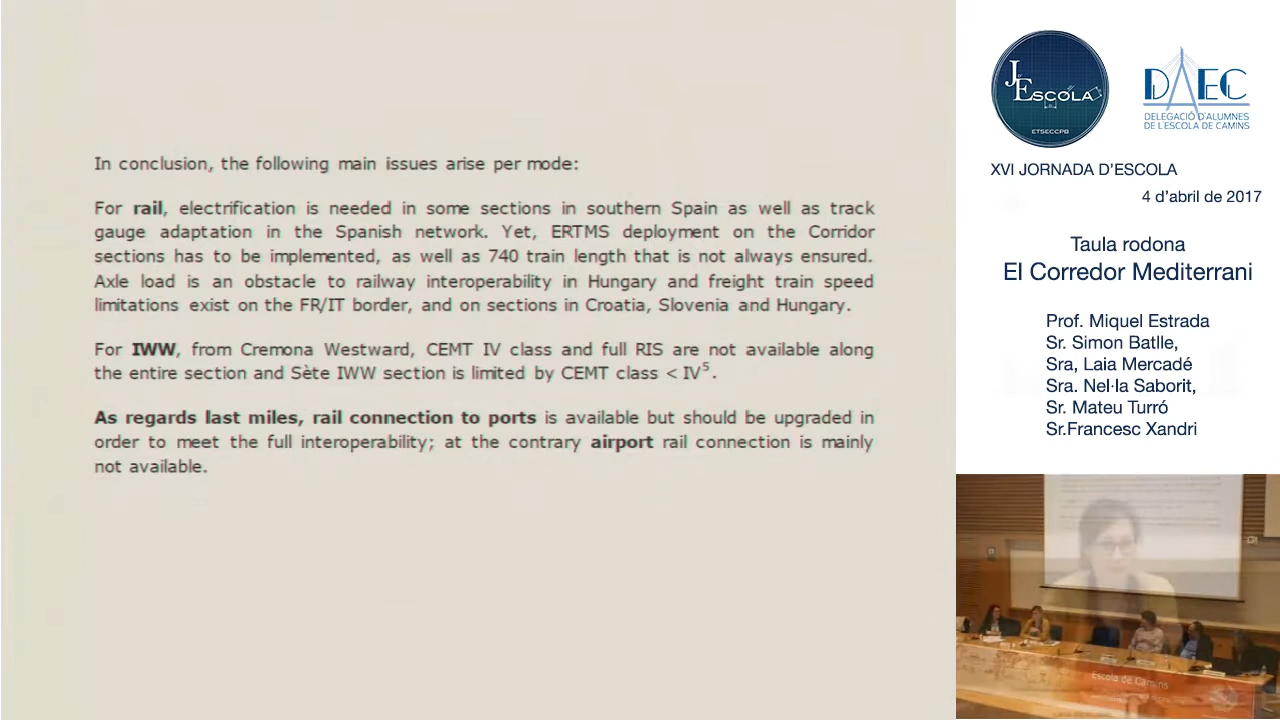 In conclusion, the following main issues arise per mode:
For rail, electrification is needed in some sections in southern Spain as well as track
gauge adaptation in the Spanish network. Yet, ERTMS deployment on the Corridor
sections has to be implemented, as well as 740 train length that is not always ensured.
Axle load is an obstacle to railway interoperability in Hungary and freight train speed
limitations exist on the FR/IT border, and on sections in Croatia, Slovenia and Hungary.
For IWW, from Cremona Westward, CEMT IV class and full RIS are not available along
the entire section and Sète IWW section is limited by CEMT class < IV⁵.
As regards last miles, rail connection to ports is available but should be upgraded in
order to meet the full interoperability; at the contrary airport rail connection is mainly
not available.
J Escola
ETSECCPB
DAEC
DELEGACIÓ D'ALUMNES
DE L'ESCOLA DE CAMINS
XVI JORNADA D'ESCOLA
4 d'abril de 2017
Taula rodona
El Corredor Mediterrani
Prof. Miquel Estrada
Sr. Simon Batlle,
Sra, Laia Mercadé
Sra. Nel·la Saborit,
Sr. Mateu Turró
Sr.Francesc Xandri
Escola de Camins